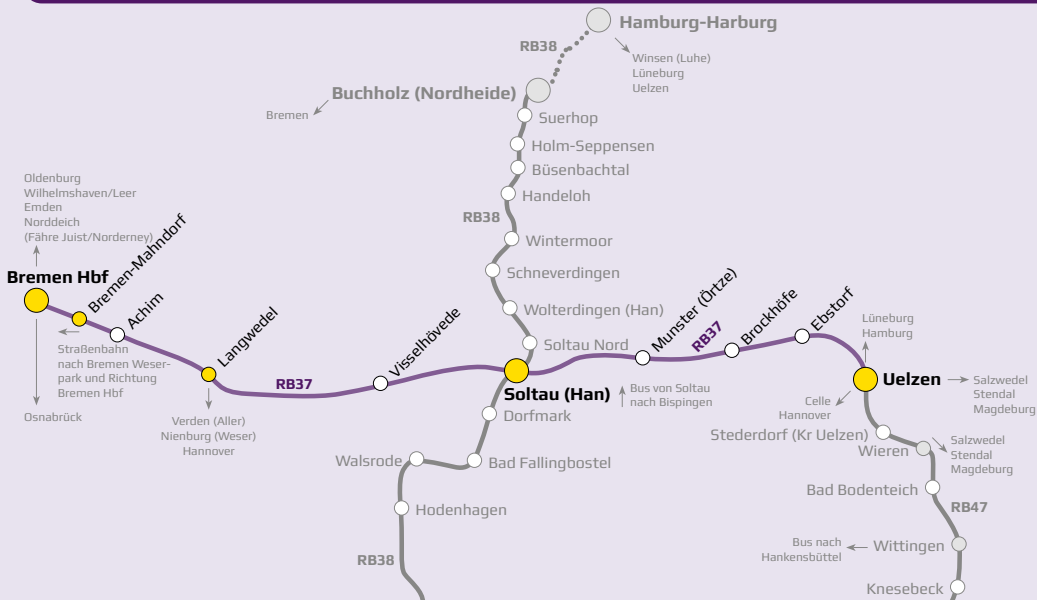 Hamburg-Harburg
RB38
Winsen (Luhe)
Lüneburg
Uelzen
Buchholz (Nordheide)
Bremen
Suerhop
Holm-Seppensen
Büsenbachtal
Handeloh
RB38
Wintermoor
Schneverdingen
Wolterdingen (Han)
Soltau Nord
Oldenburg
Wilhelmshaven/Leer
Emden
Norddeich
(Fähre Juist/Norderney)
Bremen Hbf
Bremen-Mahndorf
Achim
Langwedel
Straßenbahn
nach Bremen Weser-
park und Richtung
Bremen Hbf
Osnabrück
Verden (Aller)
Nienburg (Weser)
Hannover
RB37
Visselhövede
Soltau (Han)
Bus von Soltau
nach Bispingen
Munster (Örtze)
RB37
Brockhöfe
Ebstorf
Lüneburg
Hamburg
Uelzen
Salzwedel
Stendal
Magdeburg
Celle
Hannover
Dorfmark
Walsrode
Bad Fallingbostel
Hodenhagen
RB38
Stederdorf (Kr Uelzen)
Wieren
Salzwedel
Stendal
Magdeburg
Bad Bodenteich
RB47
Bus nach
Hankensbüttel
Wittingen
Knesebeck